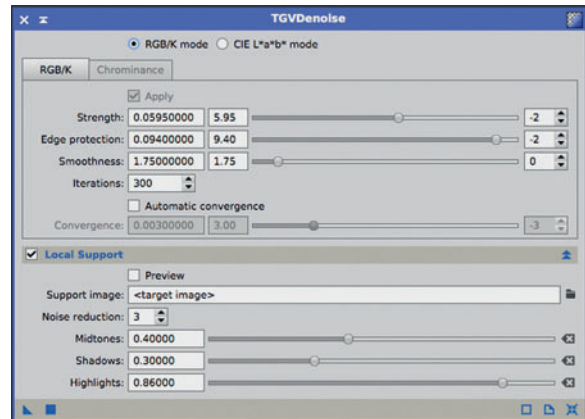 TGVDenoise
RGB/K mode CIE L*a*b* mode
RGB/K Chrominance
Apply
Strength: 0.05950000 5.95 -2
Edge protection: 0.09400000 9.40 -2
Smoothness: 1.75000000 1.75 0
Iterations: 300
Automatic convergence
Convergence: 0.00300000 3.00 -3
Local Support
Preview
Support image: <target image>
Noise reduction: 3
Midtones: 0.40000
Shadows: 0.30000
Highlights: 0.86000